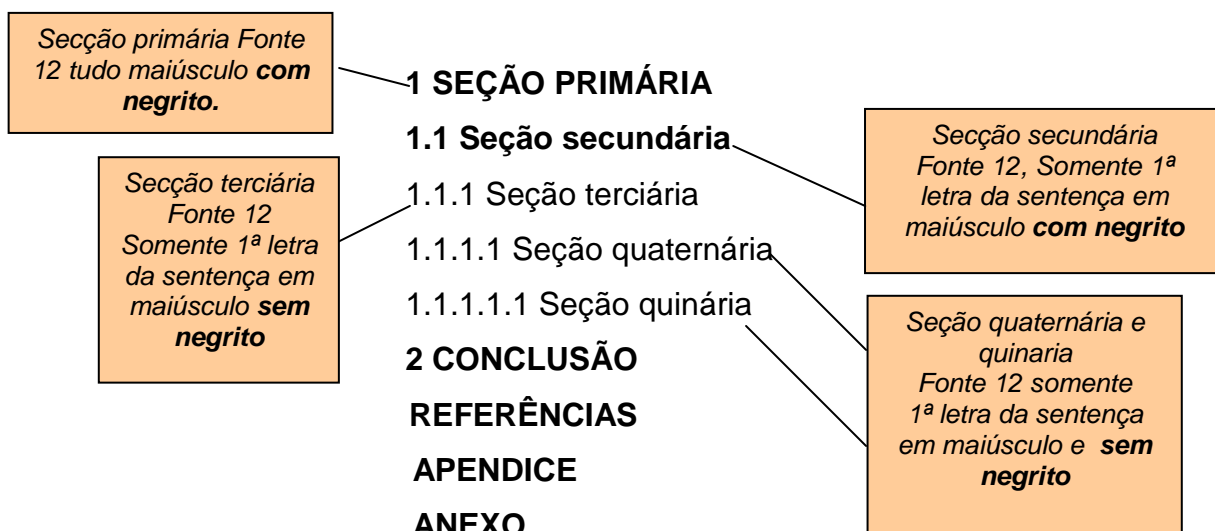 Secção primária Fonte
12 tudo maiúsculo com
negrito.
1 SEÇÃO PRIMÁRIA
1.1 Seção secundária
Secção secundária
Fonte 12, Somente 1ª
letra da sentença em
maiúsculo com negrito
Secção terciária
Fonte 12
Somente 1ª letra
da sentença em
maiúsculo sem
negrito
1.1.1 Seção terciária
1.1.1.1 Seção quaternária
1.1.1.1.1 Seção quinária
Seção quaternária e
quinaria
Fonte 12 somente
1ª letra da sentença
em maiúsculo e sem
negrito
2 CONCLUSÃO
REFERÊNCIAS
APENDICE
ANEXO